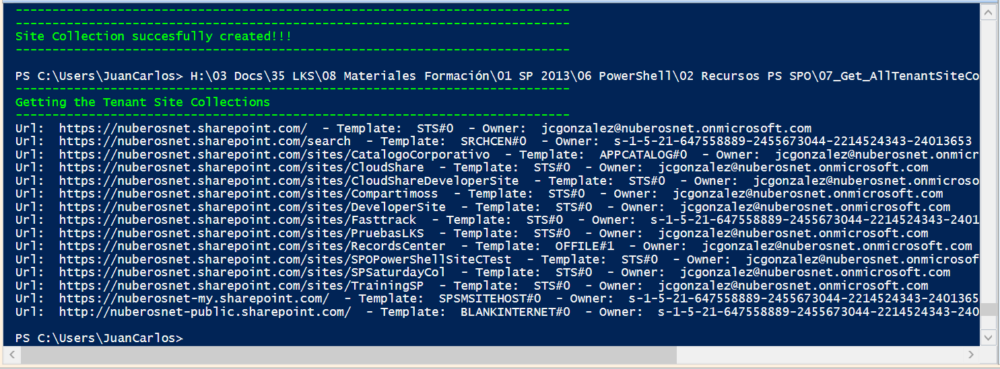 ----------------------------------------------------------------------------
----------------------------------------------------------------------------
Site Collection succesfully created!!!
----------------------------------------------------------------------------
PS C:\Users\JuanCarlos> H:\03 Docs\35 LKS\08 Materiales Formación\01 SP 2013\06 PowerShell\02 Recursos PS SPO\07_Get_AllTenantSiteCo
----------------------------------------------------------------------------
Getting the Tenant Site Collections
----------------------------------------------------------------------------
Url:  https://nuberosnet.sharepoint.com/  - Template:  STS#0  - Owner:  jcgonzalez@nuberosnet.onmicrosoft.com
Url:  https://nuberosnet.sharepoint.com/search  - Template:  SRCHCEN#0  - Owner:  s-1-5-21-647558889-2455673044-2214524343-24013653
Url:  https://nuberosnet.sharepoint.com/sites/CatalogoCorporativo  - Template:  APPCATALOG#0  - Owner:  jcgonzalez@nuberosnet.onmicr
Url:  https://nuberosnet.sharepoint.com/sites/CloudShare  - Template:  STS#0  - Owner:  jcgonzalez@nuberosnet.onmicrosoft.com
Url:  https://nuberosnet.sharepoint.com/sites/CloudShareDeveloperSite  - Template:  STS#0  - Owner:  jcgonzalez@nuberosnet.onmicroso
Url:  https://nuberosnet.sharepoint.com/sites/Compartimoss  - Template:  STS#0  - Owner:  jcgonzalez@nuberosnet.onmicrosoft.com
Url:  https://nuberosnet.sharepoint.com/sites/DeveloperSite  - Template:  STS#0  - Owner:  jcgonzalez@nuberosnet.onmicrosoft.com
Url:  https://nuberosnet.sharepoint.com/sites/Fasttrack  - Template:  STS#0  - Owner:  s-1-5-21-647558889-2455673044-2214524343-2401
Url:  https://nuberosnet.sharepoint.com/sites/PruebasLKS  - Template:  STS#0  - Owner:  jcgonzalez@nuberosnet.onmicrosoft.com
Url:  https://nuberosnet.sharepoint.com/sites/RecordsCenter  - Template:  OFFILE#1  - Owner:  jcgonzalez@nuberosnet.onmicrosoft.com
Url:  https://nuberosnet.sharepoint.com/sites/SPOPowerShellSiteCTest  - Template:  STS#0  - Owner:  jcgonzalez@nuberosnet.onmicrosof
Url:  https://nuberosnet.sharepoint.com/sites/SPSaturdayCol  - Template:  STS#0  - Owner:  jcgonzalez@nuberosnet.onmicrosoft.com
Url:  https://nuberosnet.sharepoint.com/sites/TrainingSP  - Template:  STS#0  - Owner:  jcgonzalez@nuberosnet.onmicrosoft.com
Url:  https://nuberosnet-my.sharepoint.com/  - Template:  SPSMSITEHOST#0  - Owner:  s-1-5-21-647558889-2455673044-2214524343-2401365
Url:  http://nuberosnet-public.sharepoint.com/  - Template:  BLANKINTERNET#0  - Owner:  s-1-5-21-647558889-2455673044-2214524343-240
PS C:\Users\JuanCarlos>